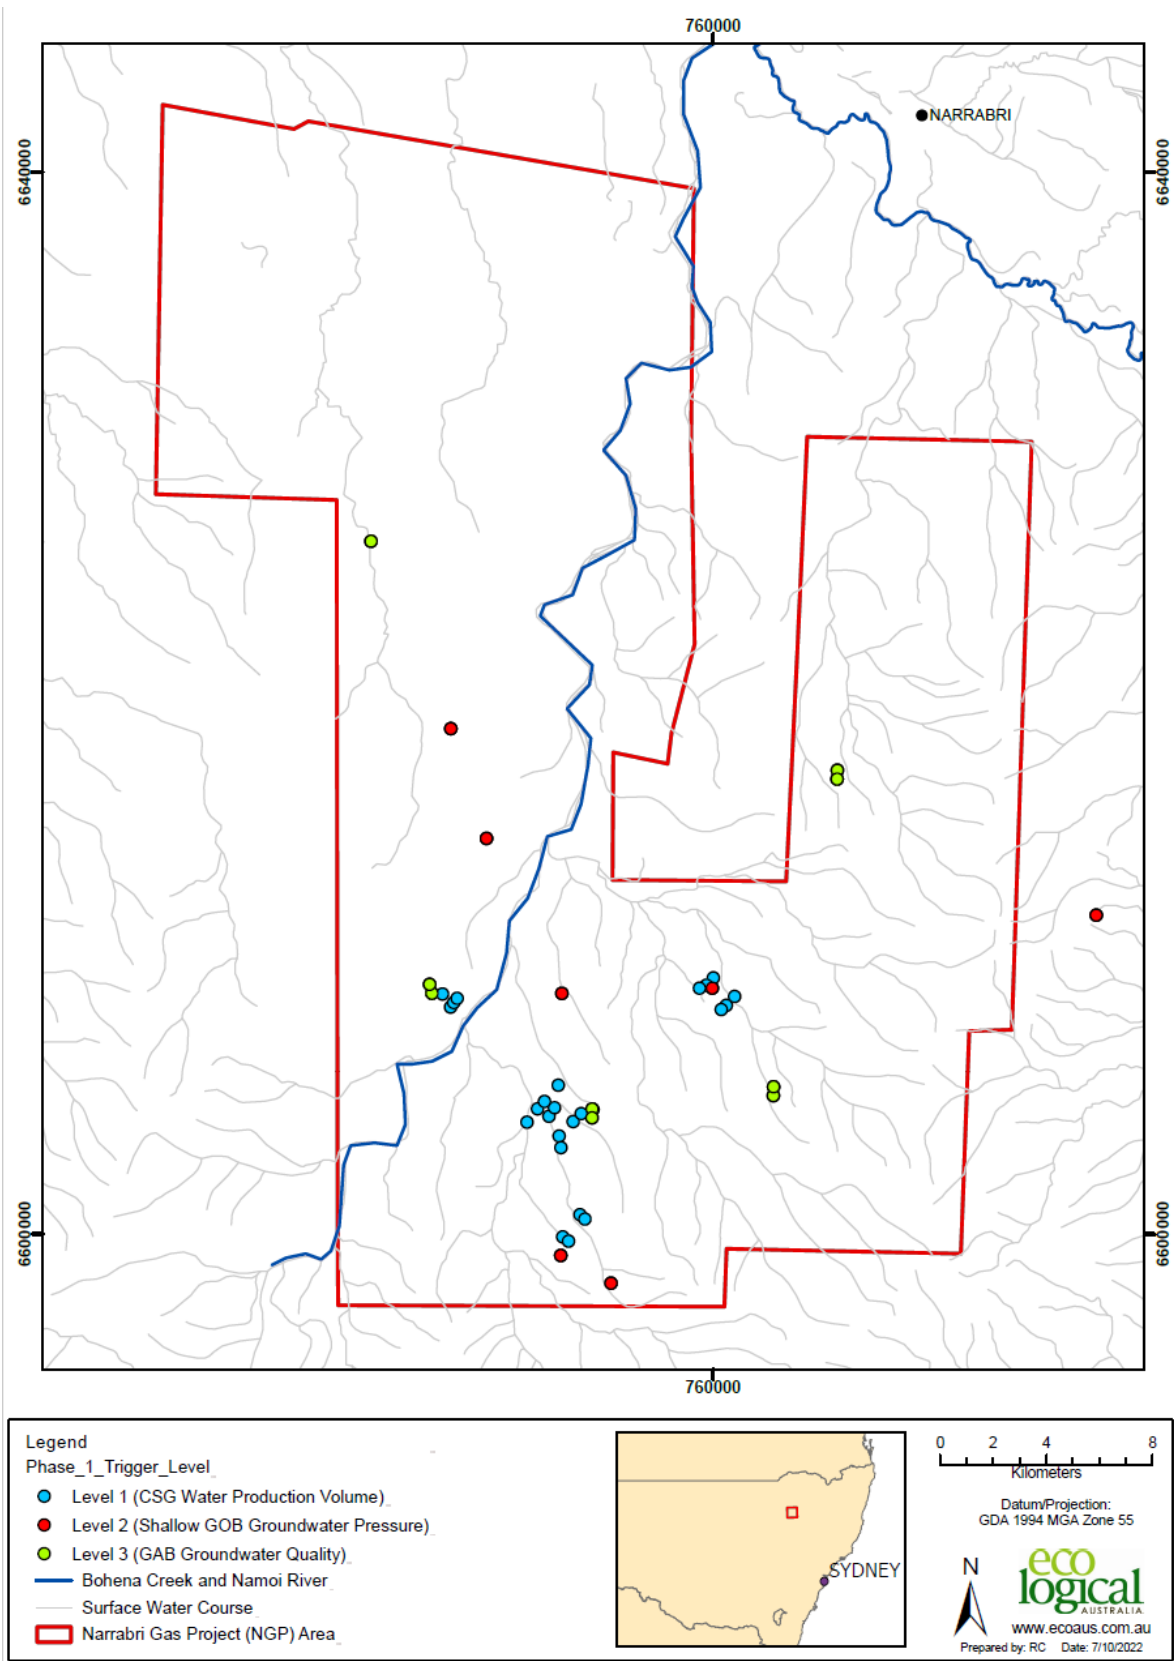 760000
NARRABRI
6640000
6640000
6600000
6600000
760000
Legend
Phase_1_Trigger_Level
Level 1 (CSG Water Production Volume)
Level 2 (Shallow GOB Groundwater Pressure)
Level 3 (GAB Groundwater Quality)
Bohena Creek and Namoi River
Surface Water Course
Narrabri Gas Project (NGP) Area
SYDNEY
0 2 4 8
Kilometers
Datum/Projection:
GDA 1994 MGA Zone 55
N
eco
logical
AUSTRALIA
www.ecoaus.com.au
Prepared by: RC Date: 7/10/2022